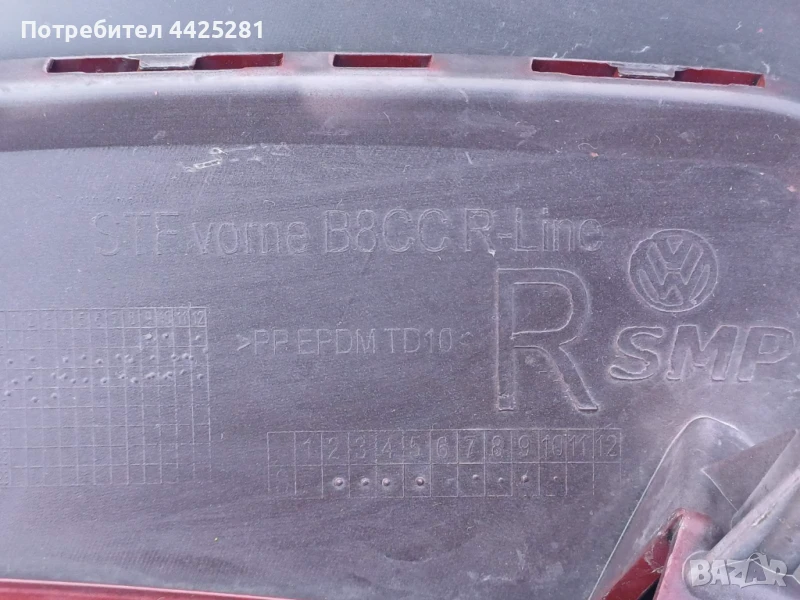 Потребител 4425281
STF vorne B8CC R-Line
R
SMP
>PP EPDM TD10<
1 2 3 4 5 6 7 8 9 10 11 12
BAZAR